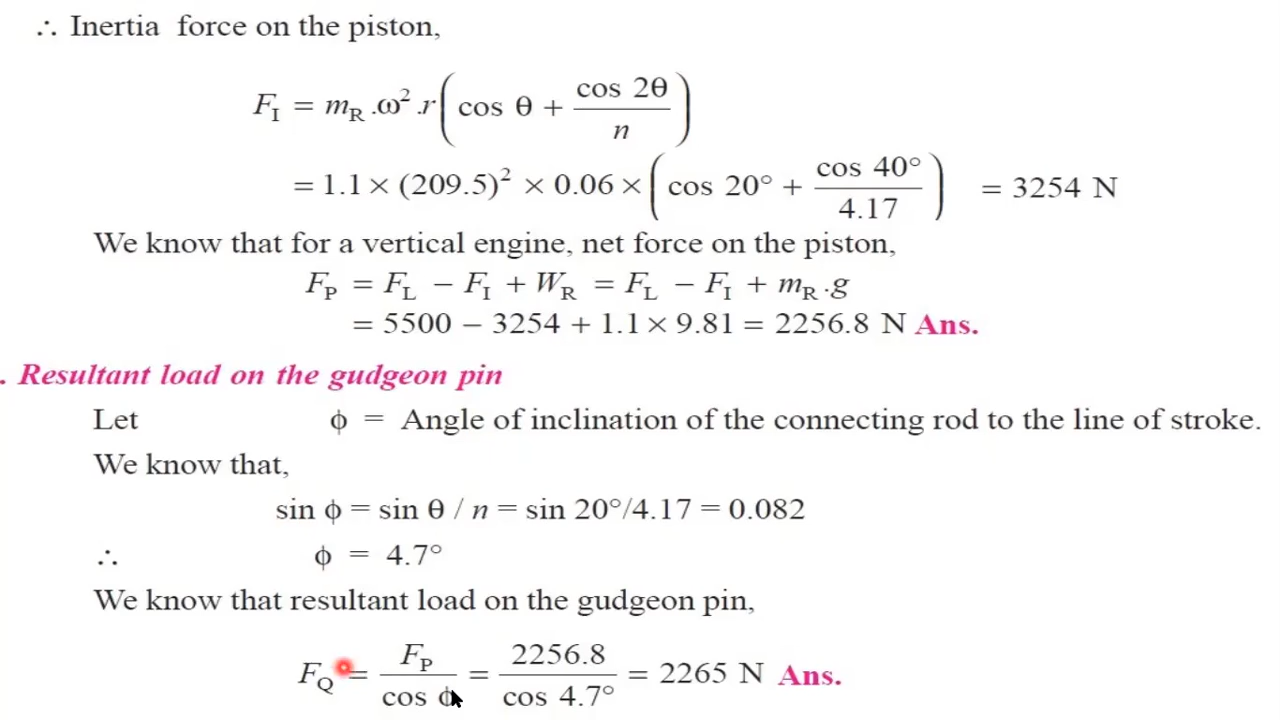 ∴ Inertia force on the piston,
F_I = m_R .ω² .r ( cos θ + cos 2θ / n )
= 1.1 × (209.5)² × 0.06 × ( cos 20° + cos 40° / 4.17 ) = 3254 N
We know that for a vertical engine, net force on the piston,
F_P = F_L − F_I + W_R = F_L − F_I + m_R .g
= 5500 − 3254 + 1.1 × 9.81 = 2256.8 N Ans.
. Resultant load on the gudgeon pin
Let ϕ = Angle of inclination of the connecting rod to the line of stroke.
We know that,
sin ϕ = sin θ / n = sin 20°/4.17 = 0.082
∴ ϕ = 4.7°
We know that resultant load on the gudgeon pin,
F_Q = F_P / cos ϕ = 2256.8 / cos 4.7° = 2265 N Ans.